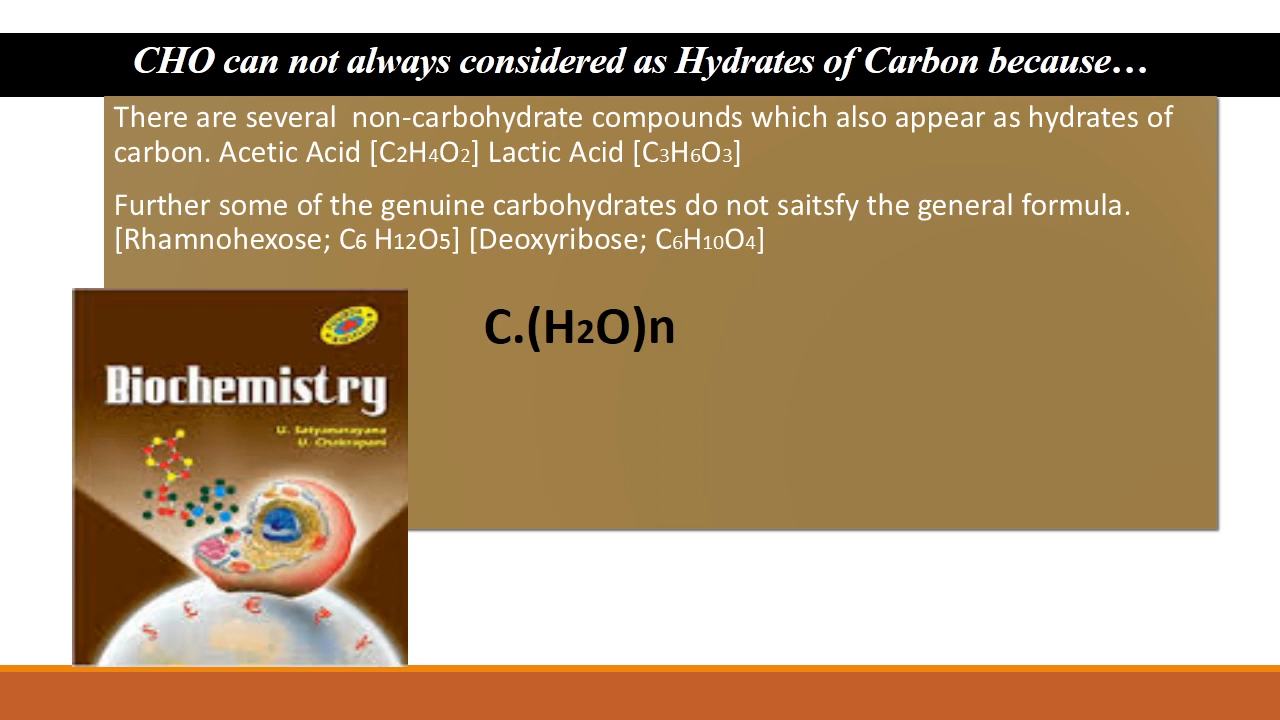 CHO can not always considered as Hydrates of Carbon because…
There are several non-carbohydrate compounds which also appear as hydrates of
carbon. Acetic Acid [C2H4O2] Lactic Acid [C3H6O3]
Further some of the genuine carbohydrates do not saitsfy the general formula.
[Rhamnohexose; C6 H12O5] [Deoxyribose; C6H10O4]
C.(H2O)n
Biochemistry
U. Satyanarayana
U. Chakrapani
$ £ € ₹ ¥